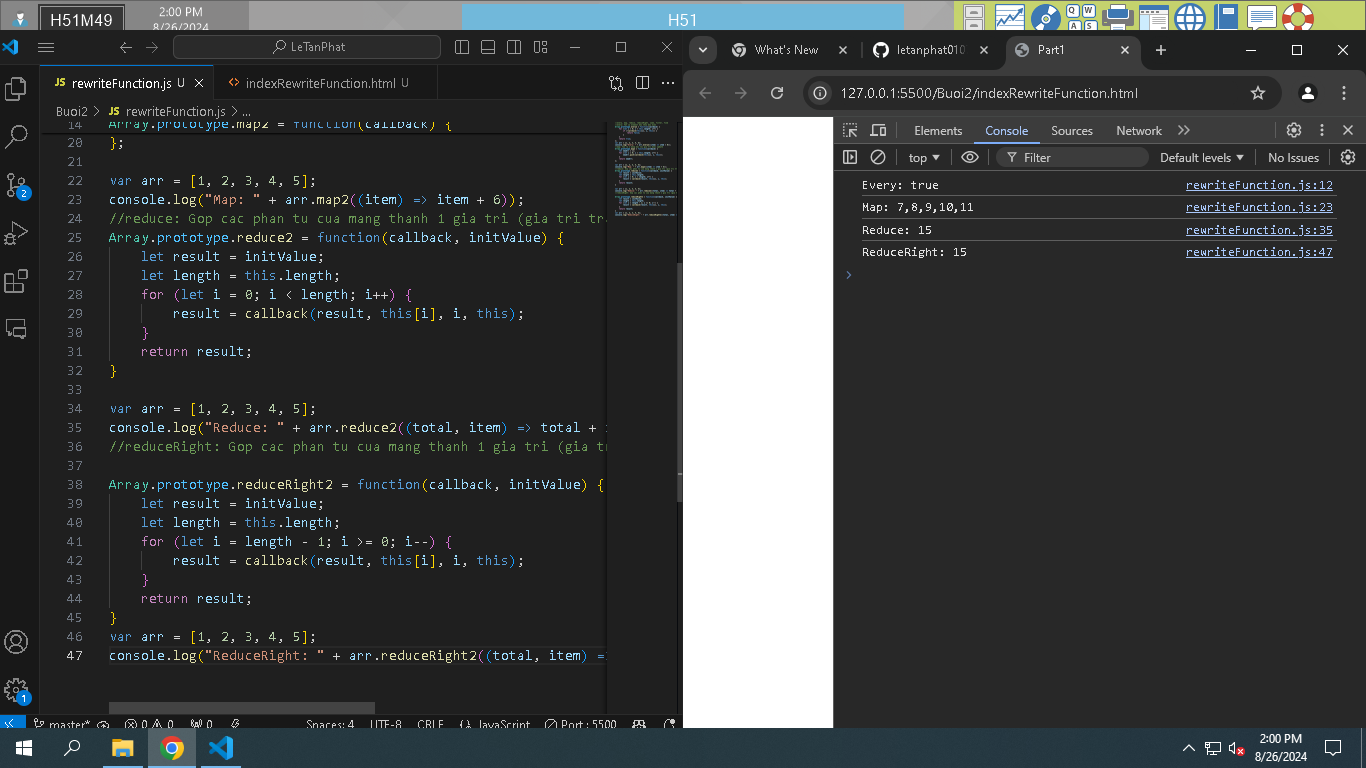 H51M49
2:00 PM
8/26/2024
H51
Q W
A S
LeTanPhat
JS rewriteFunction.js U
<> indexRewriteFunction.html U
Buoi2 > JS rewriteFunction.js > ...
14 Array.prototype.map2 = function(callback) {
20 };
21
22 var arr = [1, 2, 3, 4, 5];
23 console.log("Map: " + arr.map2((item) => item + 6));
24 //reduce: Gop cac phan tu cua mang thanh 1 gia tri (gia tri tr
25 Array.prototype.reduce2 = function(callback, initValue) {
26 let result = initValue;
27 let length = this.length;
28 for (let i = 0; i < length; i++) {
29 result = callback(result, this[i], i, this);
30 }
31 return result;
32 }
33
34 var arr = [1, 2, 3, 4, 5];
35 console.log("Reduce: " + arr.reduce2((total, item) => total +
36 //reduceRight: Gop cac phan tu cua mang thanh 1 gia tri (gia tr
37
38 Array.prototype.reduceRight2 = function(callback, initValue) {
39 let result = initValue;
40 let length = this.length;
41 for (let i = length - 1; i >= 0; i--) {
42 result = callback(result, this[i], i, this);
43 }
44 return result;
45 }
46 var arr = [1, 2, 3, 4, 5];
47 console.log("ReduceRight: " + arr.reduceRight2((total, item) =
2
1
master*
0 0
0
Spaces: 4
UTF-8
CRLF
{} JavaScript
Port : 5500
What's New
letanphat010
Part1
127.0.0.1:5500/Buoi2/indexRewriteFunction.html
Elements
Console
Sources
Network
top
Filter
Default levels
No Issues
Every: true rewriteFunction.js:12
Map: 7,8,9,10,11 rewriteFunction.js:23
Reduce: 15 rewriteFunction.js:35
ReduceRight: 15 rewriteFunction.js:47
2:00 PM
8/26/2024